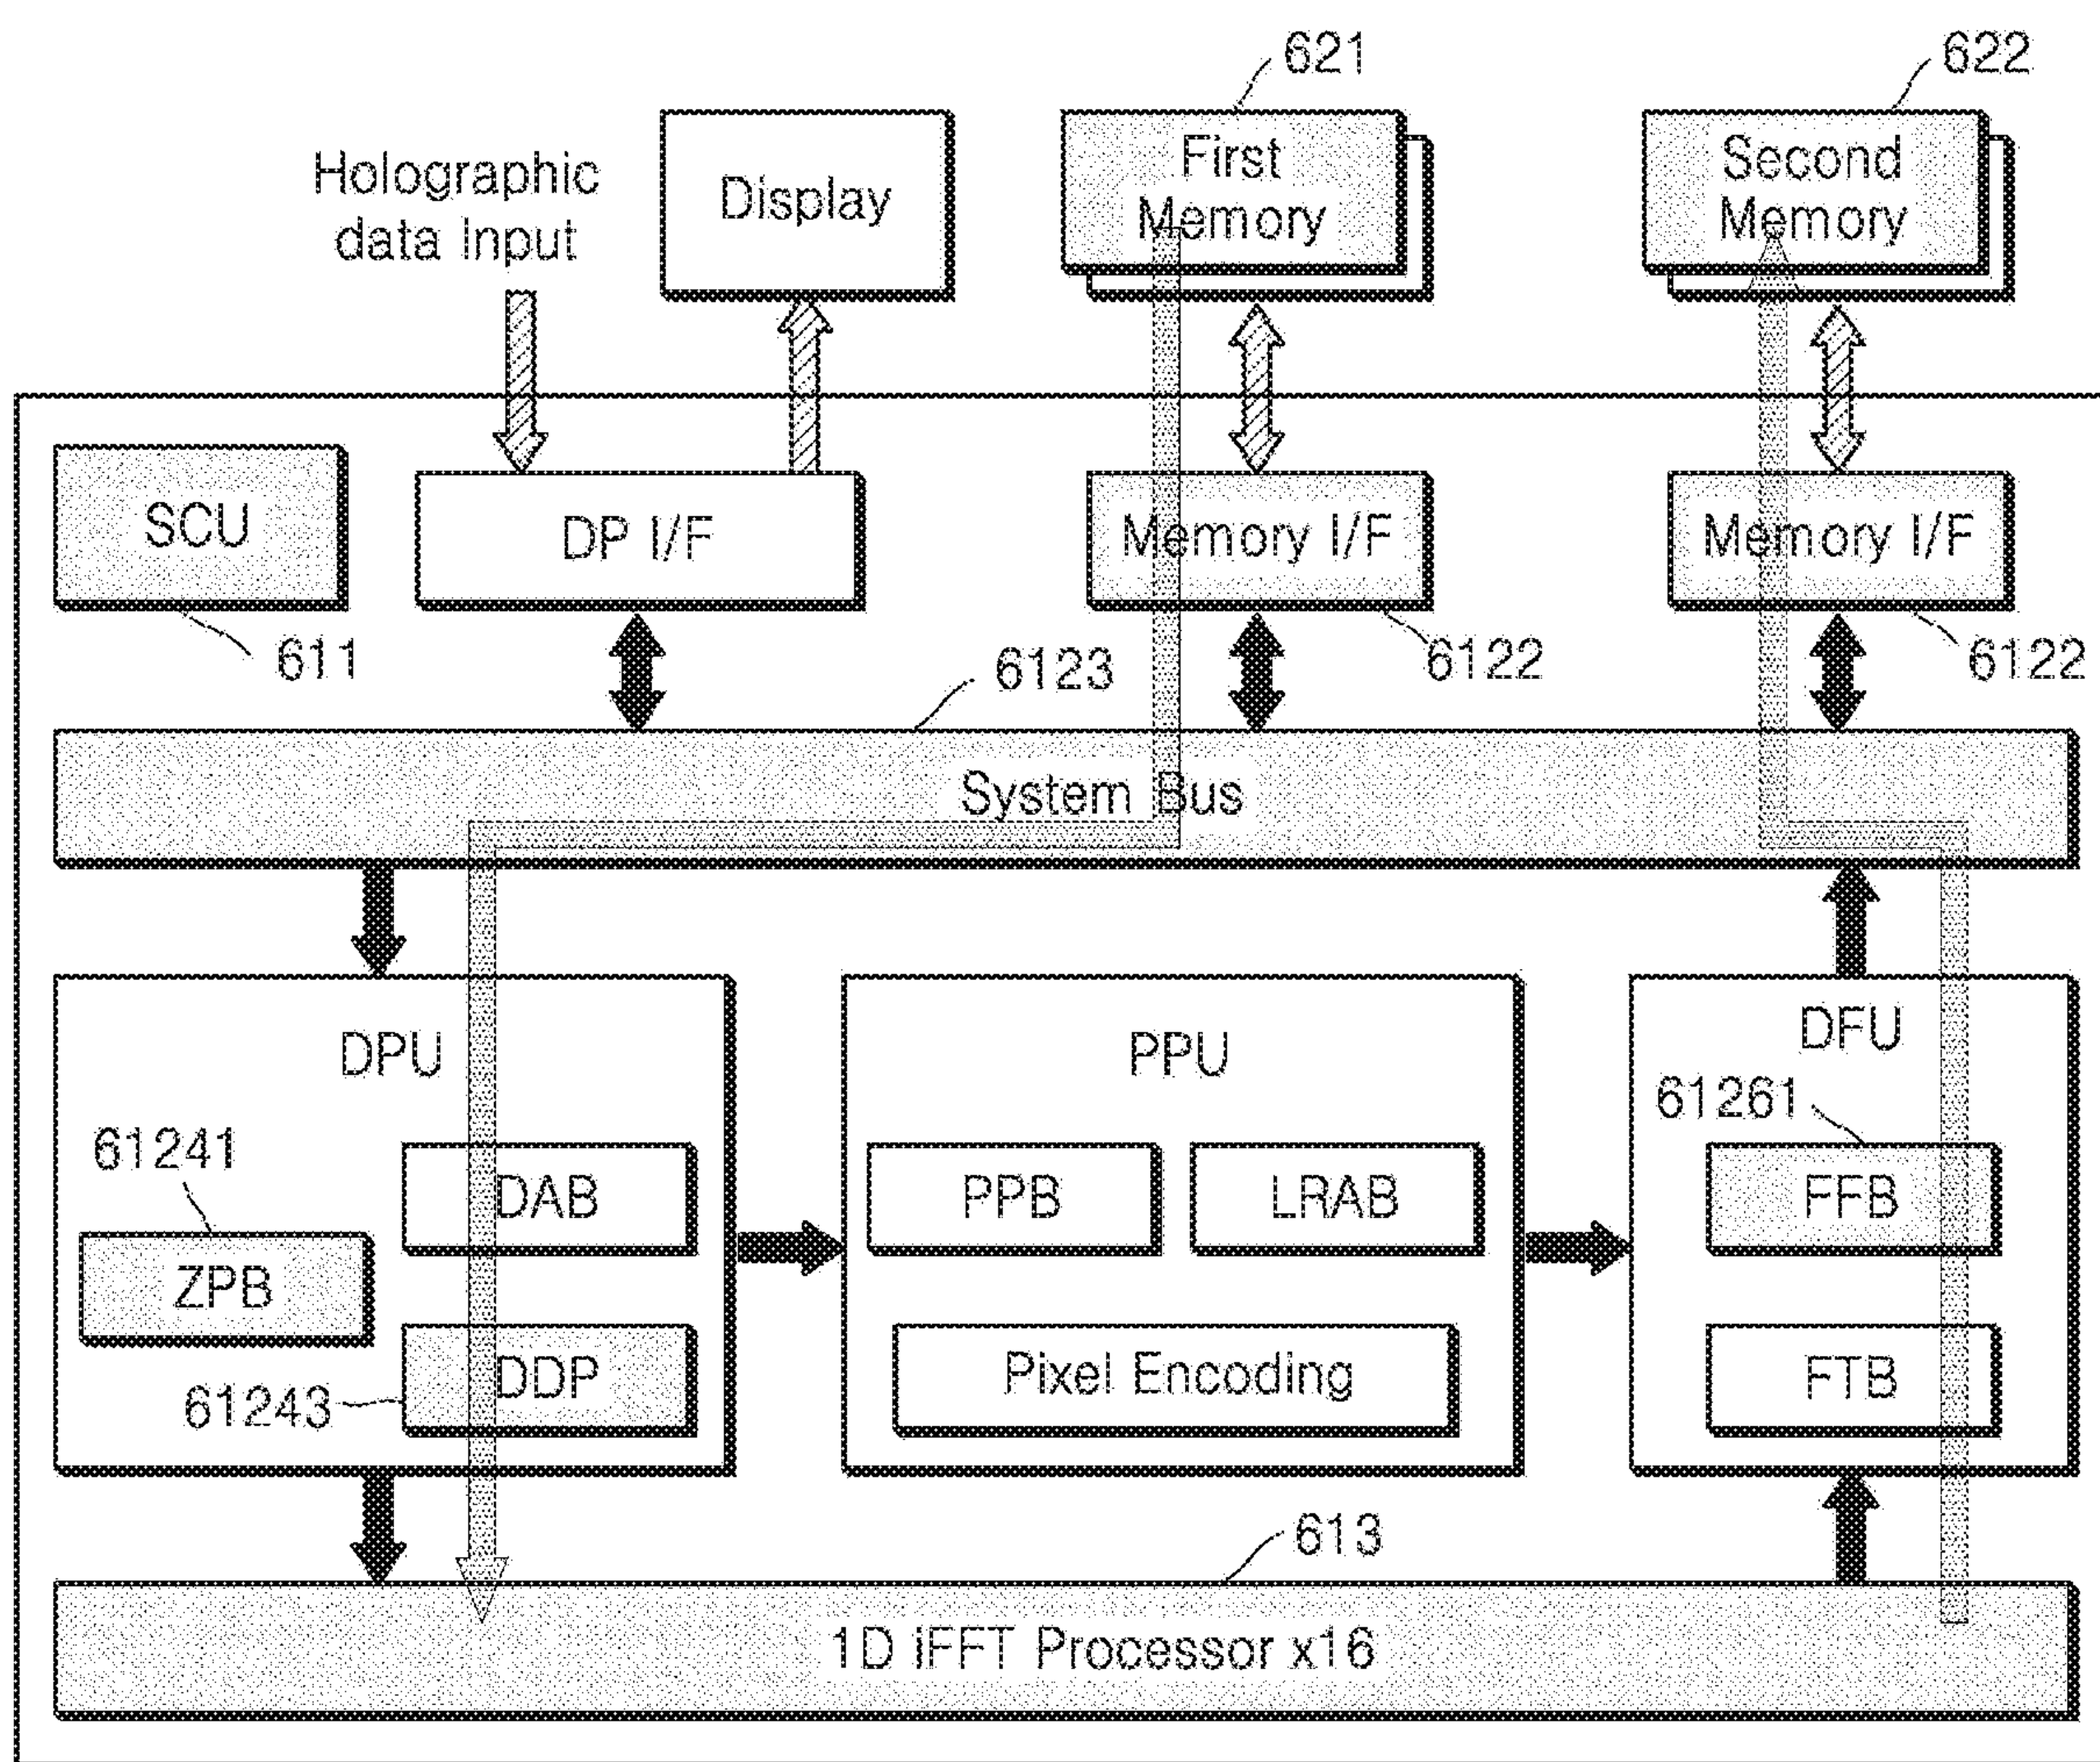 621
622
Holographic
data Input
Display
First
Memory
Second
Memory
SCU
DP I/F
Memory I/F
Memory I/F
611
6123
6122
6122
System Bus
DPU
PPU
DFU
61241
61261
DAB
PPB
LRAB
FFB
ZPB
DDP
Pixel Encoding
FTB
61243
613
1D iFFT Processor x16